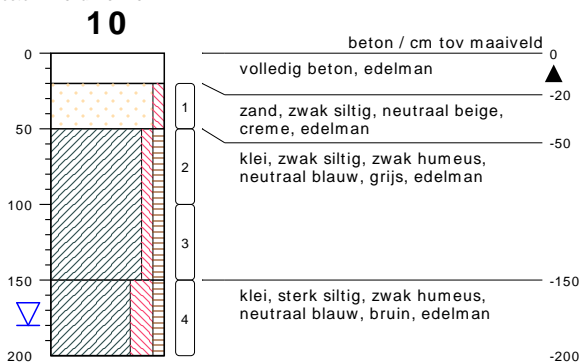 10
beton / cm tov maaiveld
0
0
volledig beton, edelman
-20
1
zand, zwak siltig, neutraal beige,
creme, edelman
50
-50
klei, zwak siltig, zwak humeus,
neutraal blauw, grijs, edelman
2
100
3
150
-150
klei, sterk siltig, zwak humeus,
neutraal blauw, bruin, edelman
4
200
-200